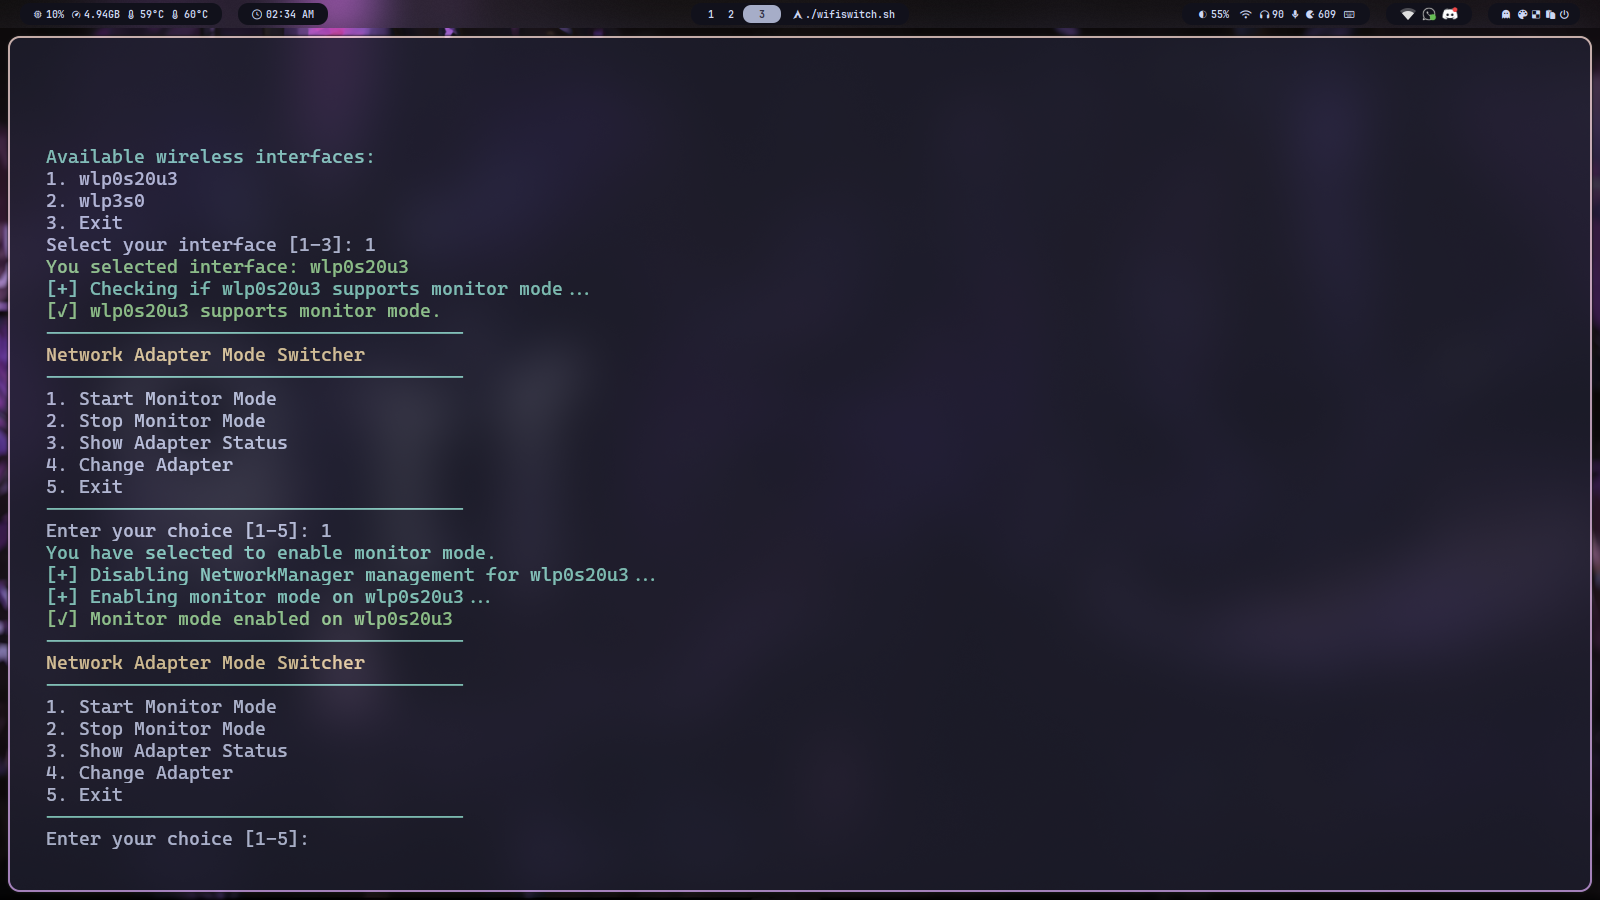 10% 4.94GB 59°C 60°C 02:34 AM 1 2 3 ./wifiswitch.sh 55% 90 609
Available wireless interfaces:
1. wlp0s20u3
2. wlp3s0
3. Exit
Select your interface [1-3]: 1
You selected interface: wlp0s20u3
[+] Checking if wlp0s20u3 supports monitor mode...
[✓] wlp0s20u3 supports monitor mode.
Network Adapter Mode Switcher
1. Start Monitor Mode
2. Stop Monitor Mode
3. Show Adapter Status
4. Change Adapter
5. Exit
Enter your choice [1-5]: 1
You have selected to enable monitor mode.
[+] Disabling NetworkManager management for wlp0s20u3...
[+] Enabling monitor mode on wlp0s20u3...
[✓] Monitor mode enabled on wlp0s20u3
Network Adapter Mode Switcher
1. Start Monitor Mode
2. Stop Monitor Mode
3. Show Adapter Status
4. Change Adapter
5. Exit
Enter your choice [1-5]: